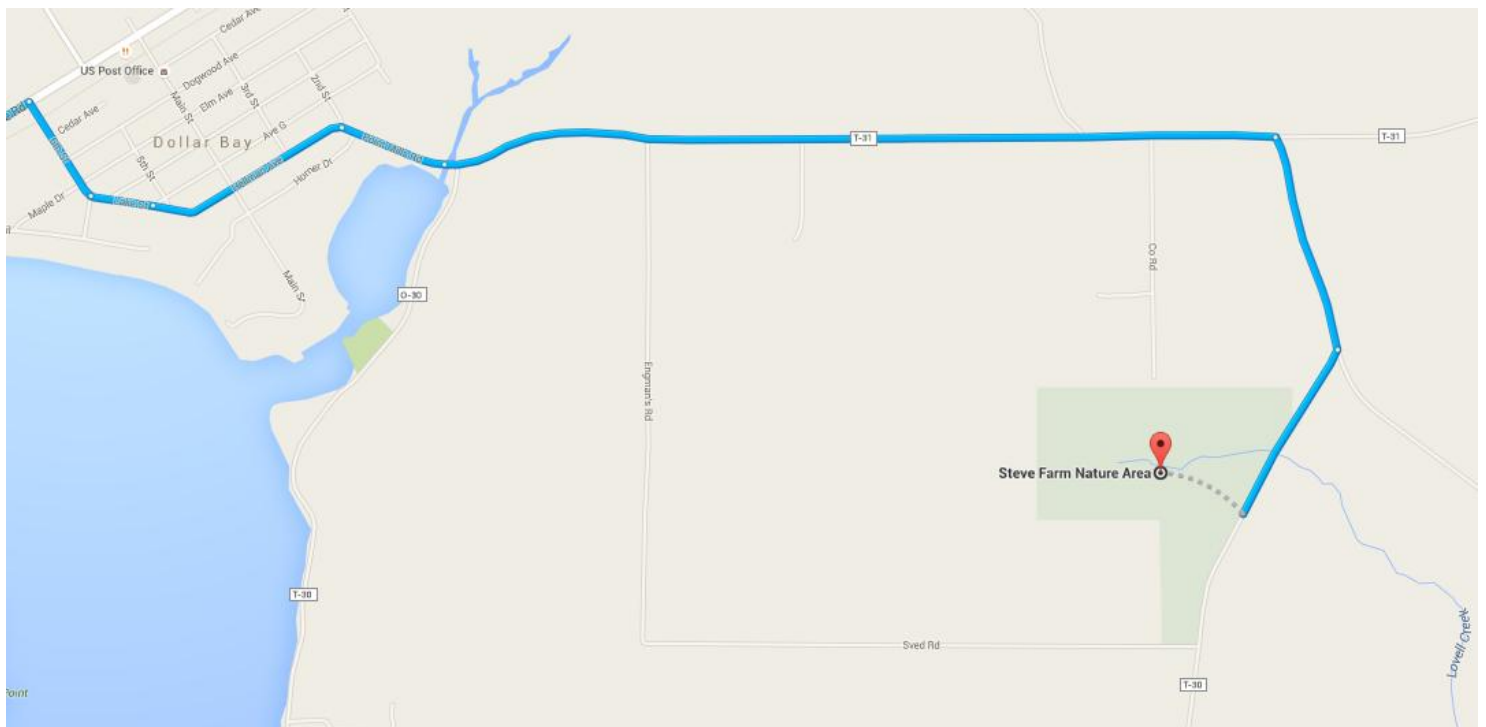 Cedar Ave
US Post Office
Dogwood Ave
2nd St
3rd St
Main St
Elm Ave
Cedar Ave
Ave G
Dollar Bay
T-31
T-31
5th St
Horner Dr
Maple Dr
Co Rd
Main St
0-30
Engman's Rd
Steve Farm Nature Area
T-30
Sved Rd
Lovell Creek
T-30
Point